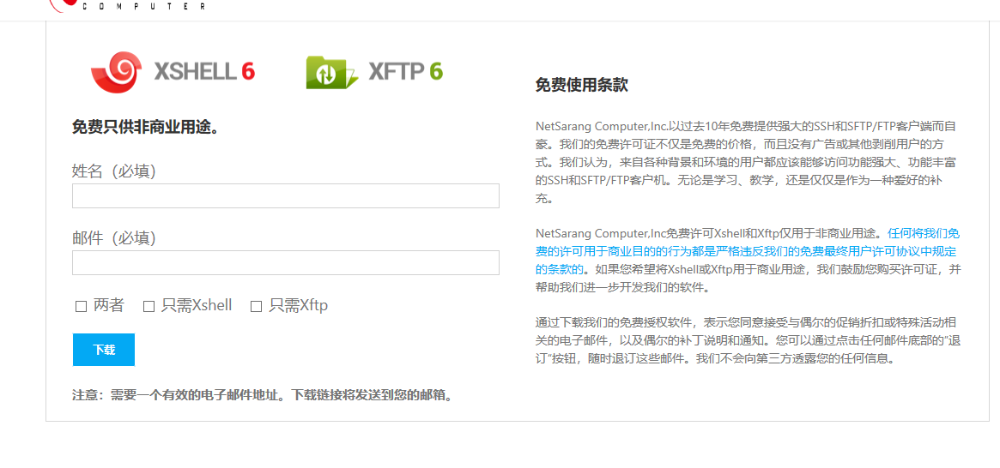 COMPUTER
XSHELL 6 XFTP 6
免费只供非商业用途。
姓名（必填）
邮件（必填）
两者 只需Xshell 只需Xftp
下载
注意：需要一个有效的电子邮件地址。下载链接将发送到您的邮箱。
免费使用条款
NetSarang Computer,Inc.以过去10年免费提供强大的SSH和SFTP/FTP客户端而自
豪。我们的免费许可证不仅是免费的价格，而且没有广告或其他剥削用户的方
式。我们认为，来自各种背景和环境的用户都应该能够访问功能强大、功能丰富
的SSH和SFTP/FTP客户机。无论是学习、教学，还是仅仅是作为一种爱好的补
充。
NetSarang Computer,Inc免费许可Xshell和Xftp仅用于非商业用途。任何将我们免
费的许可用于商业目的的行为都是严格违反我们的免费最终用户许可协议中规定
的条款的。如果您希望将Xshell或Xftp用于商业用途，我们鼓励您购买许可证，并
帮助我们进一步开发我们的软件。
通过下载我们的免费授权软件，表示您同意接受与偶尔的促销折扣或特殊活动相
关的电子邮件，以及偶尔的补丁说明和通知。您可以通过点击任何邮件底部的“退
订”按钮，随时退订这些邮件。我们不会向第三方透露您的任何信息。